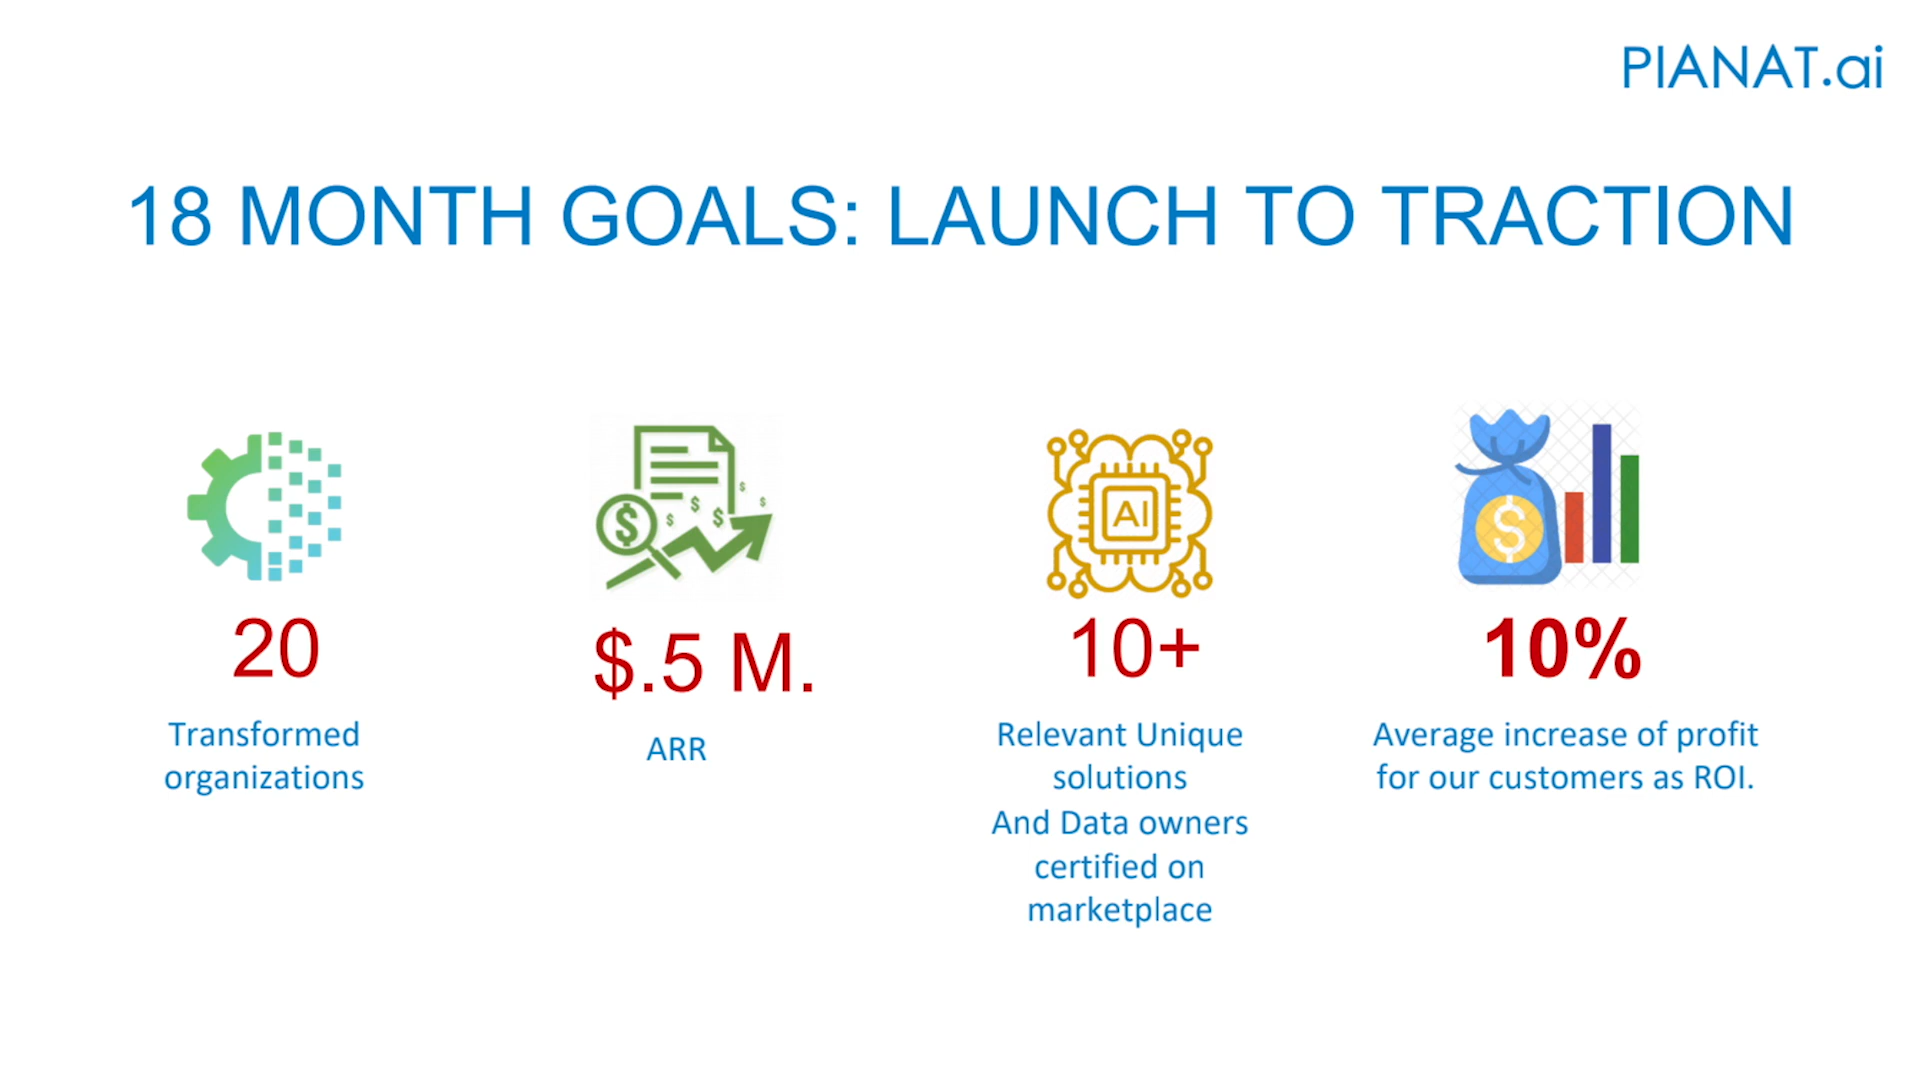 PIANAT.ai
18 MONTH GOALS: LAUNCH TO TRACTION
$
$
$
$
$
AI
$
20
$.5 M.
10+
10%
Transformed
organizations
ARR
Relevant Unique
solutions
And Data owners
certified on
marketplace
Average increase of profit
for our customers as ROI.